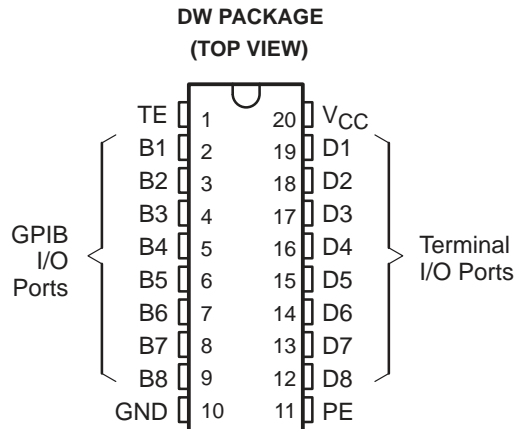 DW PACKAGE
(TOP VIEW)
TE 1 20 VCC
B1 2 19 D1
B2 3 18 D2
B3 4 17 D3
B4 5 16 D4
B5 6 15 D5
B6 7 14 D6
B7 8 13 D7
B8 9 12 D8
GND 10 11 PE
GPIB
I/O
Ports
Terminal
I/O Ports